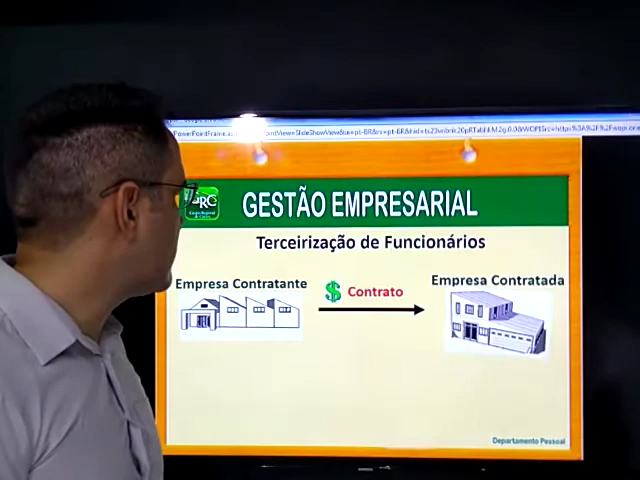 GESTÃO EMPRESARIAL
Terceirização de Funcionários
Empresa Contratante
$ Contrato
Empresa Contratada
Departamento Pessoal